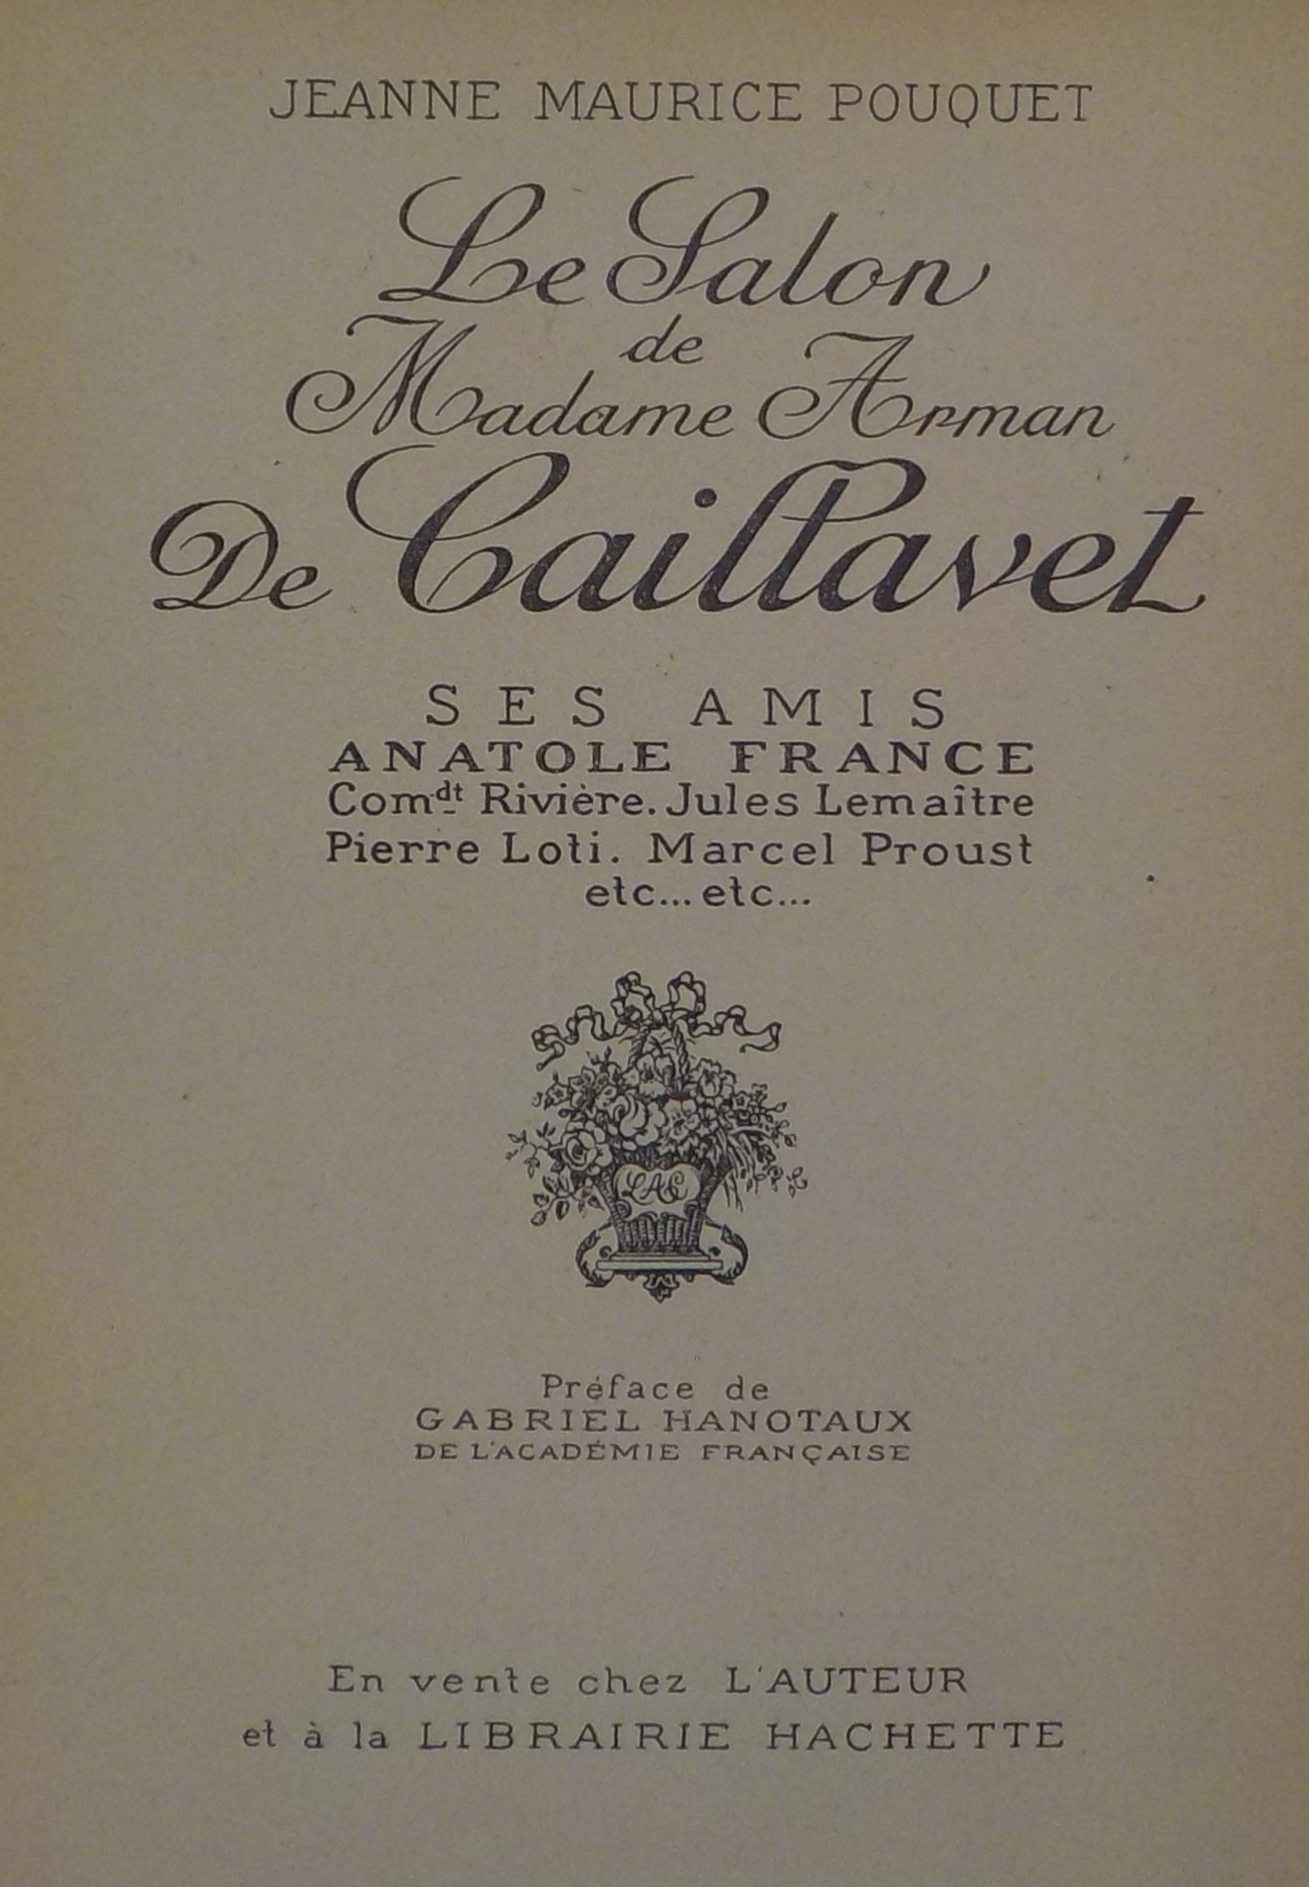 JEANNE MAURICE POUQUET
Le Salon
de
Madame Arman
De Caillavet
SES AMIS
ANATOLE FRANCE
Comdt Rivière. Jules Lemaître
Pierre Loti. Marcel Proust
etc... etc...
LAC
Préface de
GABRIEL HANOTAUX
DE L'ACADÉMIE FRANÇAISE
En vente chez L'AUTEUR
et à la LIBRAIRIE HACHETTE